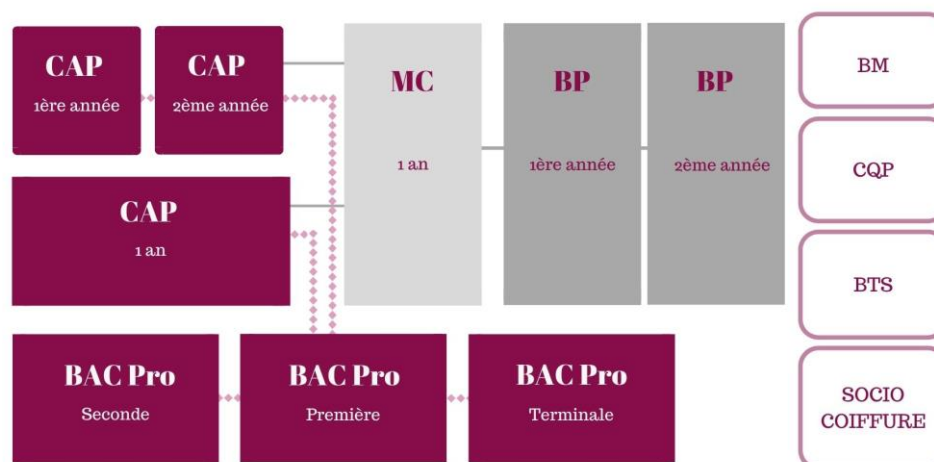 CAP
1ère année
CAP
2ème année
MC
1 an
BP
1ère année
BP
2ème année
CAP
1 an
BAC Pro
Seconde
BAC Pro
Première
BAC Pro
Terminale
BM
CQP
BTS
SOCIO
COIFFURE